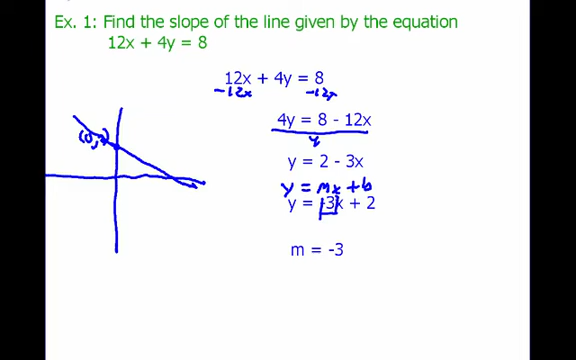 Ex. 1: Find the slope of the line given by the equation
12x + 4y = 8
12x + 4y = 8
-12x -12x
4y = 8 - 12x
4
y = 2 - 3x
y = mx + b
y = -3x + 2
m = -3
(0,2)